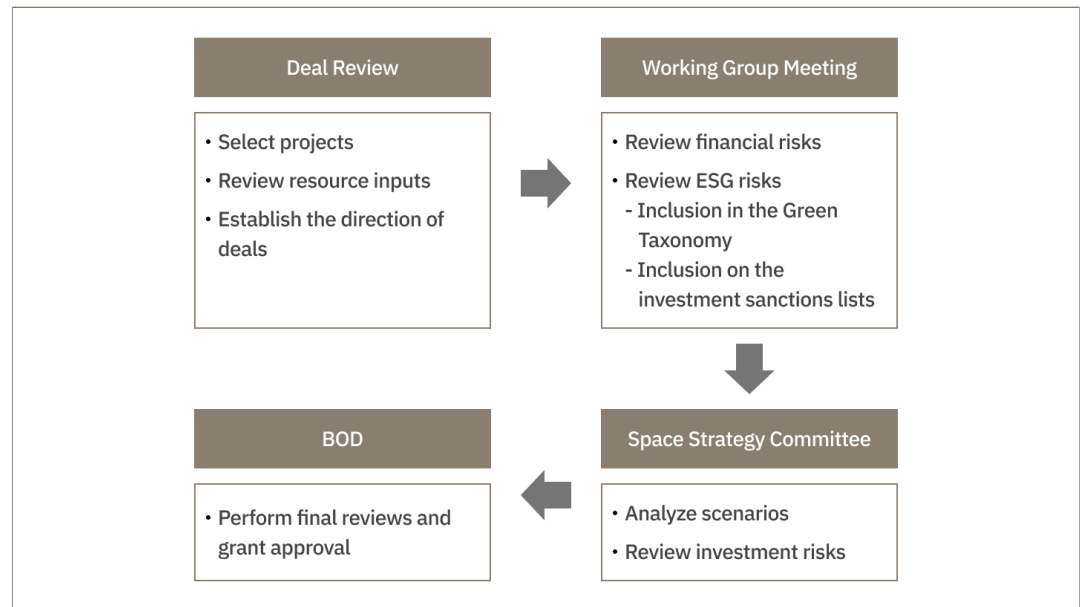 Deal Review
• Select projects
• Review resource inputs
• Establish the direction of
deals
Working Group Meeting
• Review financial risks
• Review ESG risks
- Inclusion in the Green
Taxonomy
- Inclusion on the
investment sanctions lists
Space Strategy Committee
• Analyze scenarios
• Review investment risks
BOD
• Perform final reviews and
grant approval